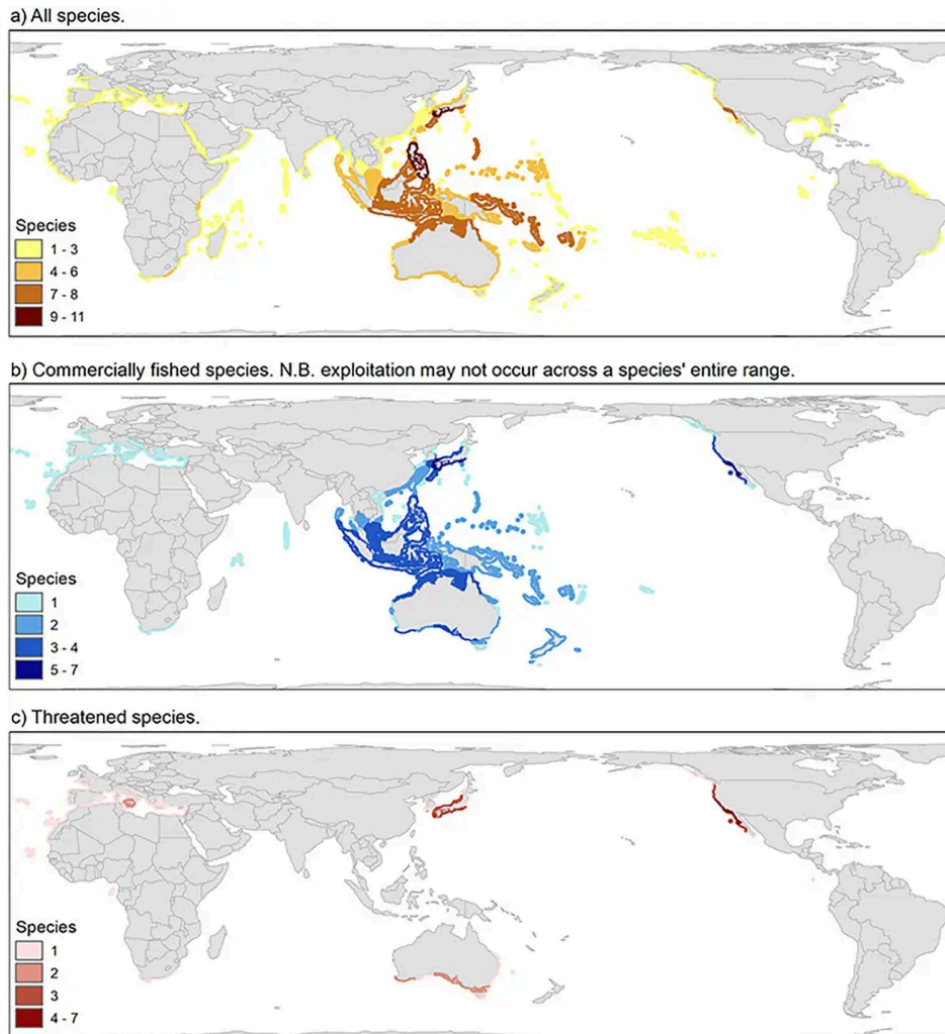 a) All species.
Species
1 - 3
4 - 6
7 - 8
9 - 11
b) Commercially fished species. N.B. exploitation may not occur across a species' entire range.
Species
1
2
3 - 4
5 - 7
c) Threatened species.
Species
1
2
3
4 - 7